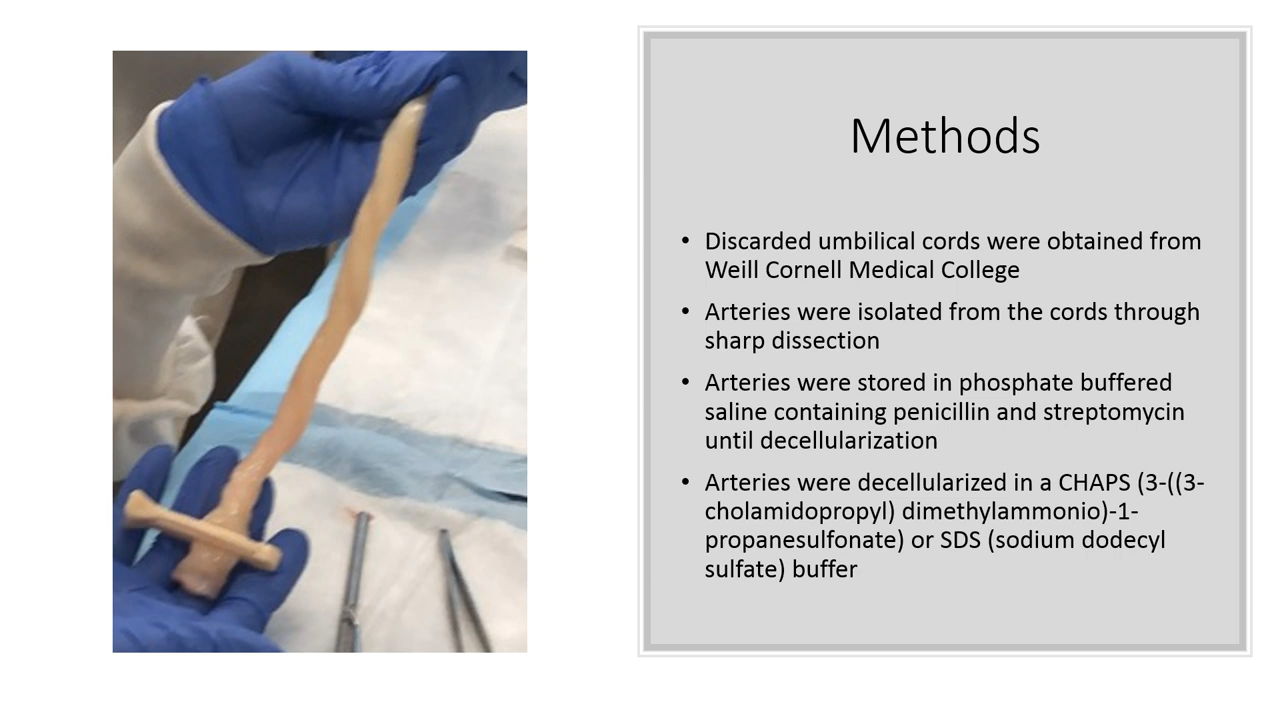 Methods
• Discarded umbilical cords were obtained from
Weill Cornell Medical College
• Arteries were isolated from the cords through
sharp dissection
• Arteries were stored in phosphate buffered
saline containing penicillin and streptomycin
until decellularization
• Arteries were decellularized in a CHAPS (3-((3-
cholamidopropyl) dimethylammonio)-1-
propanesulfonate) or SDS (sodium dodecyl
sulfate) buffer